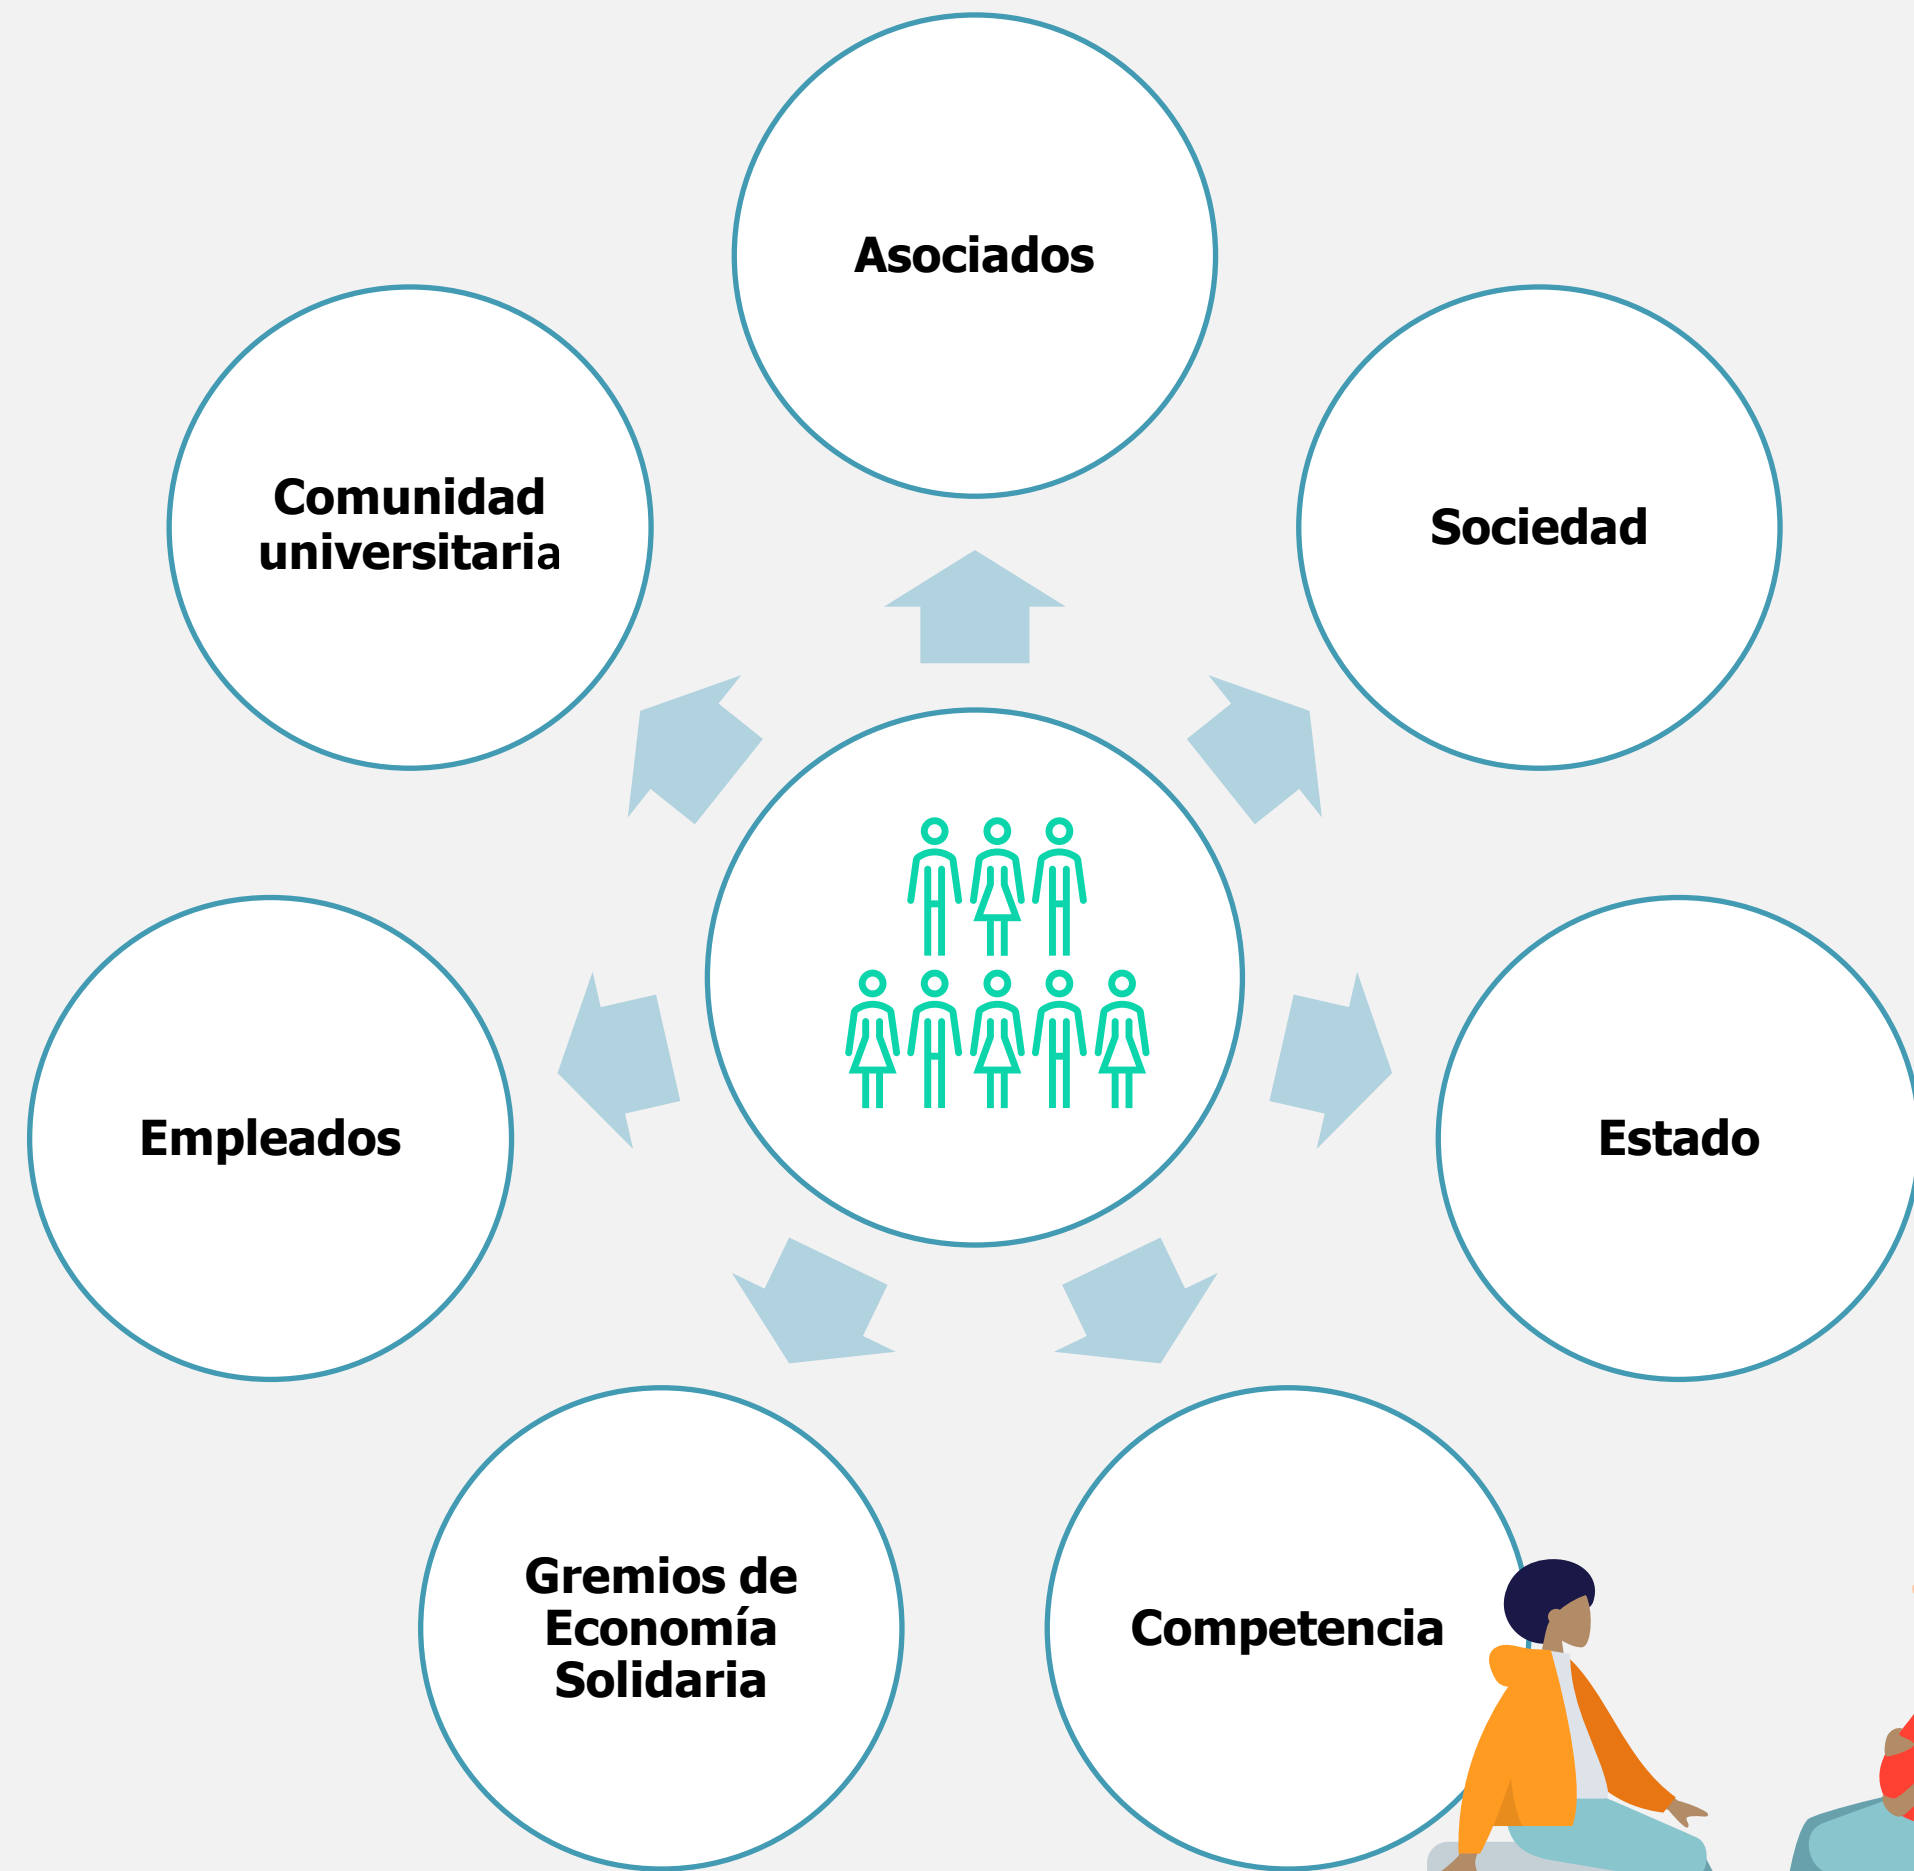 Asociados
Comunidad
universitaria
Sociedad
Empleados
Estado
Gremios de
Economía
Solidaria
Competencia